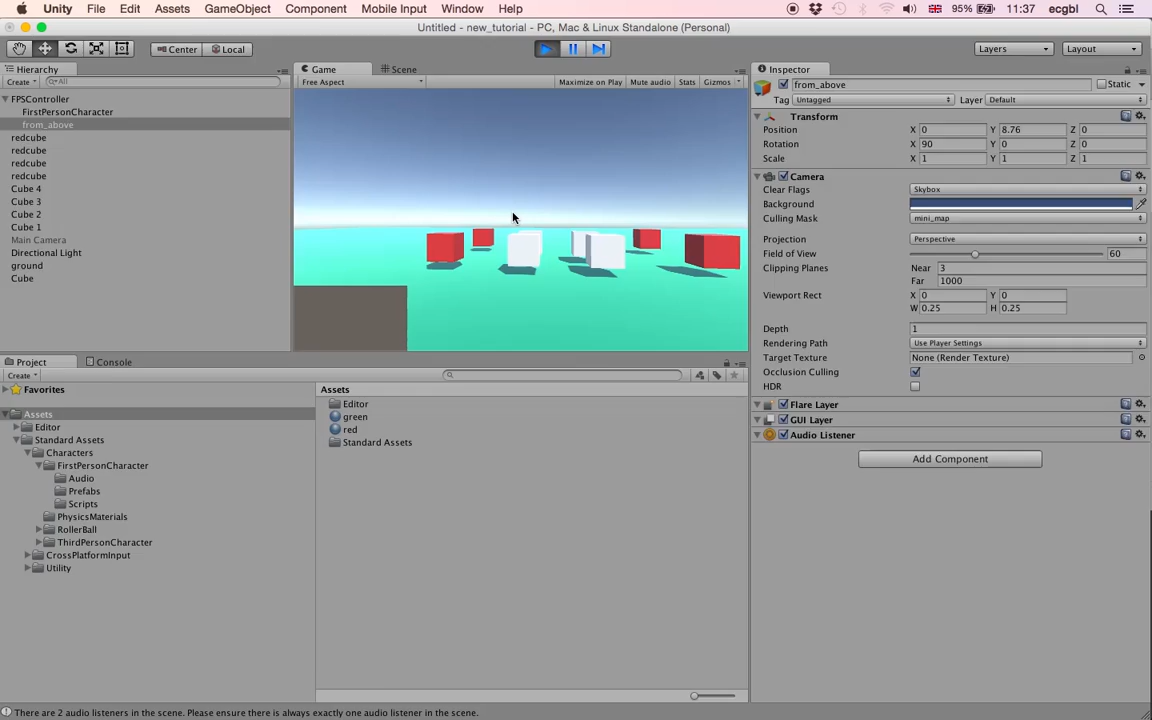 Unity File Edit Assets GameObject Component Mobile Input Window Help 95% 11:37 ecgbl
Untitled - new_tutorial - PC, Mac & Linux Standalone (Personal)
Center Local Layers Layout
Hierarchy
Create All
FPSController
FirstPersonCharacter
from_above
redcube
redcube
redcube
redcube
Cube 4
Cube 3
Cube 2
Cube 1
Main Camera
Directional Light
ground
Cube
Game Scene
Free Aspect Maximize on Play Mute audio Stats Gizmos
Inspector
from_above Static
Tag Untagged Layer Default
Transform
Position X 0 Y 8.76 Z 0
Rotation X 90 Y 0 Z 0
Scale X 1 Y 1 Z 1
Camera
Clear Flags Skybox
Background
Culling Mask mini_map
Projection Perspective
Field of View 60
Clipping Planes Near 3
Far 1000
Viewport Rect X 0 Y 0
W 0.25 H 0.25
Depth 1
Rendering Path Use Player Settings
Target Texture None (Render Texture)
Occlusion Culling
HDR
Flare Layer
GUI Layer
Audio Listener
Add Component
Project Console
Create
Favorites
Assets
Editor
Standard Assets
Characters
FirstPersonCharacter
Audio
Prefabs
Scripts
PhysicsMaterials
RollerBall
ThirdPersonCharacter
CrossPlatformInput
Utility
Assets
Editor
green
red
Standard Assets
There are 2 audio listeners in the scene. Please ensure there is always exactly one audio listener in the scene.